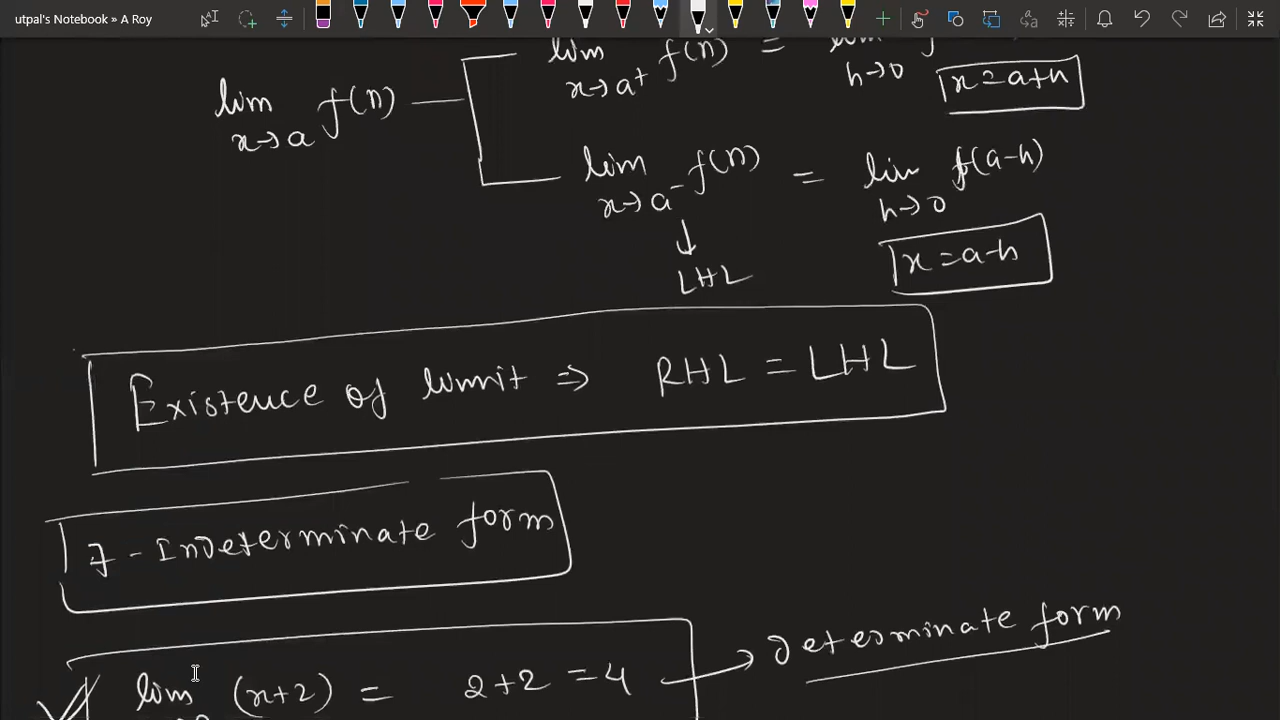 utpal's Notebook » A Roy
lim f(n) =
x→a⁺
h→0
x=a+h
lim f(n)
x→a
lim f(n) = lim f(a-h)
x→a⁻ h→0
LHL
x=a-h
Existence of limit ⇒ RHL = LHL
7 - Indeterminate form
lim (n+2) = 2+2 =4 → Determinate form